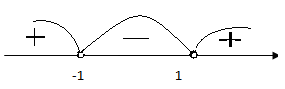 + — +
-1 1